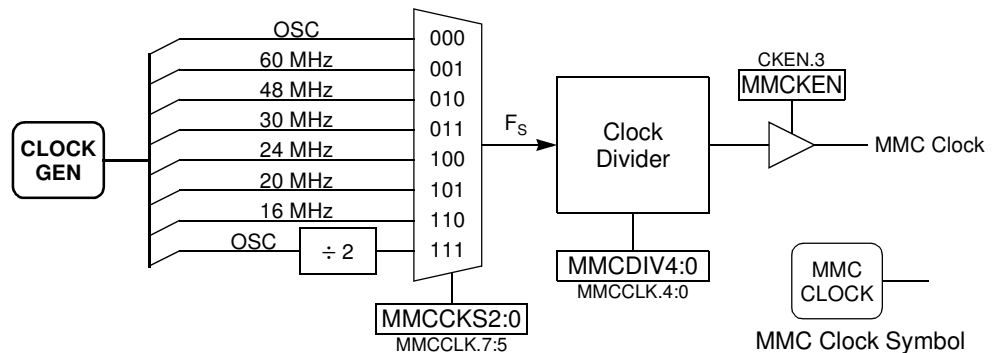 CLOCK
GEN
OSC
60 MHz
48 MHz
30 MHz
24 MHz
20 MHz
16 MHz
OSC
÷ 2
000
001
010
011
100
101
110
111
MMCCKS2:0
MMCCLK.7:5
FS
Clock
Divider
MMCDIV4:0
MMCCLK.4:0
CKEN.3
MMCKEN
MMC Clock
MMC
CLOCK
MMC Clock Symbol